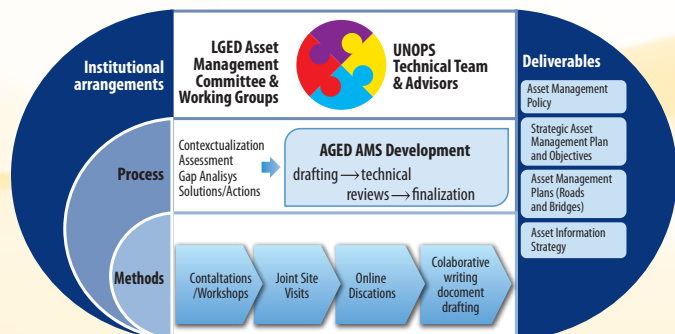 Institutional
arrangements
LGED Asset
Management
Committee &
Working Groups
UNOPS
Technical Team
& Advisors
Deliverables
Asset Management
Policy
Strategic Asset
Management Plan
and Objectives
Asset Management
Plans (Roads
and Bridges)
Asset Information
Strategy
Process
Contexctualization
Assessment
Gap Analisys
Solutions/Actions
AGED AMS Development
drafting → technical
reviews → finalization
Methods
Contaltations
/Workshops
Joint Site
Visits
Online
Discations
Colaborative
writing
docoment
drafting